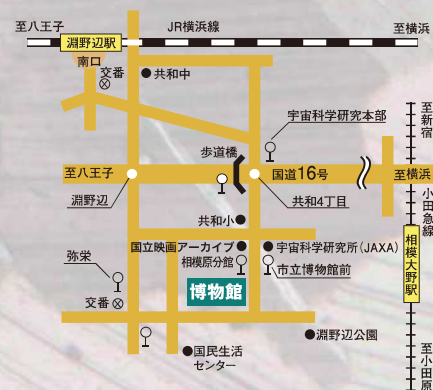 至八王子
JR横浜線
至横浜
淵野辺駅
南口
交番
共和中
宇宙科学研究本部
至新宿
歩道橋
至八王子
国道16号
至横浜
淵野辺
共和4丁目
小田急線
共和小
相模大野駅
国立映画アーカイブ
相模原分館
宇宙科学研究所(JAXA)
弥栄
市立博物館前
博物館
交番
淵野辺公園
国民生活
センター
至小田原